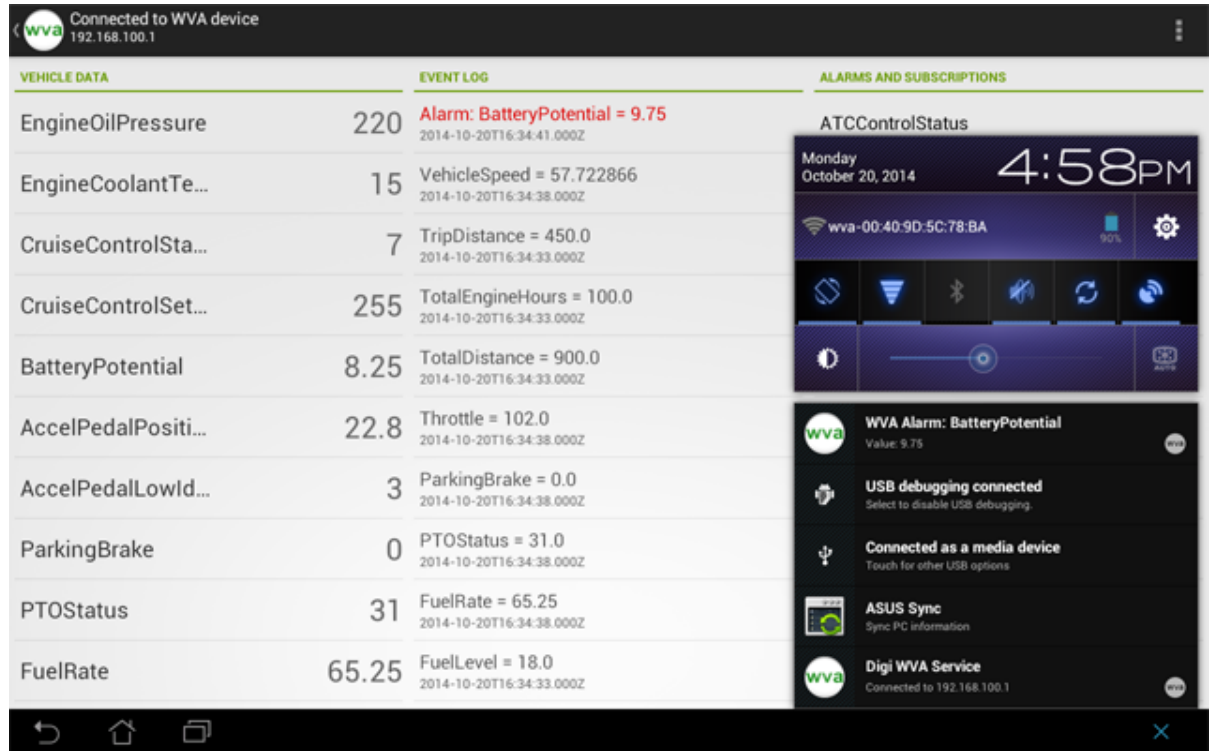 wva
Connected to WVA device
192.168.100.1
VEHICLE DATA
EngineOilPressure 220
EngineCoolantTe... 15
CruiseControlSta... 7
CruiseControlSet... 255
BatteryPotential 8.25
AccelPedalPositi... 22.8
AccelPedalLowId... 3
ParkingBrake 0
PTOStatus 31
FuelRate 65.25
EVENT LOG
Alarm: BatteryPotential = 9.75
2014-10-20T16:34:41.000Z
VehicleSpeed = 57.722866
2014-10-20T16:34:38.000Z
TripDistance = 450.0
2014-10-20T16:34:33.000Z
TotalEngineHours = 100.0
2014-10-20T16:34:33.000Z
TotalDistance = 900.0
2014-10-20T16:34:33.000Z
Throttle = 102.0
2014-10-20T16:34:38.000Z
ParkingBrake = 0.0
2014-10-20T16:34:38.000Z
PTOStatus = 31.0
2014-10-20T16:34:38.000Z
FuelRate = 65.25
2014-10-20T16:34:38.000Z
FuelLevel = 18.0
2014-10-20T16:34:33.000Z
ALARMS AND SUBSCRIPTIONS
ATCControlStatus
Monday
October 20, 2014
4:58PM
wva-00:40:9D:5C:78:BA
90%
AUTO
wva
WVA Alarm: BatteryPotential
Value: 9.75
wva
USB debugging connected
Select to disable USB debugging.
Connected as a media device
Touch for other USB options
ASUS Sync
Sync PC information
wva
Digi WVA Service
Connected to 192.168.100.1
wva